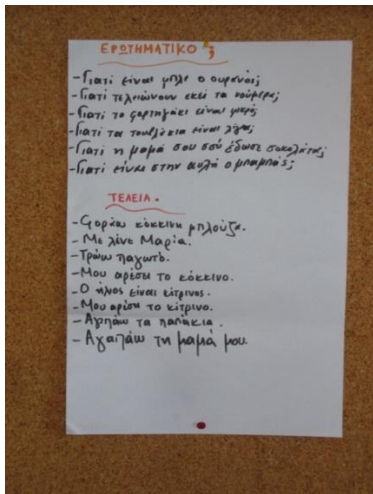 ΕΡΩΤΗΜΑΤΙΚΟ ;
-Γιατί είναι μπλε ο ουρανός;
-Γιατί τελειώνουν εκεί τα νούμερα;
-Γιατί το φορτηγάκι είναι μικρό;
-Γιατί τα τουβλάκια είναι λίγα;
-Γιατί η μαμά σου σού έδωσε σοκολάτα;
-Γιατί είναι στην αυλή ο μπαμπάς;
ΤΕΛΕΙΑ.
-Φοράω κόκκινη μπλούζα.
-Με λένε Μαρία.
-Τρώω παγωτό.
-Μου αρέσει το κόκκινο.
-Ο ήλιος είναι κίτρινος.
-Μου αρέσει το κίτρινο.
-Αγαπάω τα παπάκια.
-Αγαπάω τη μαμά μου.